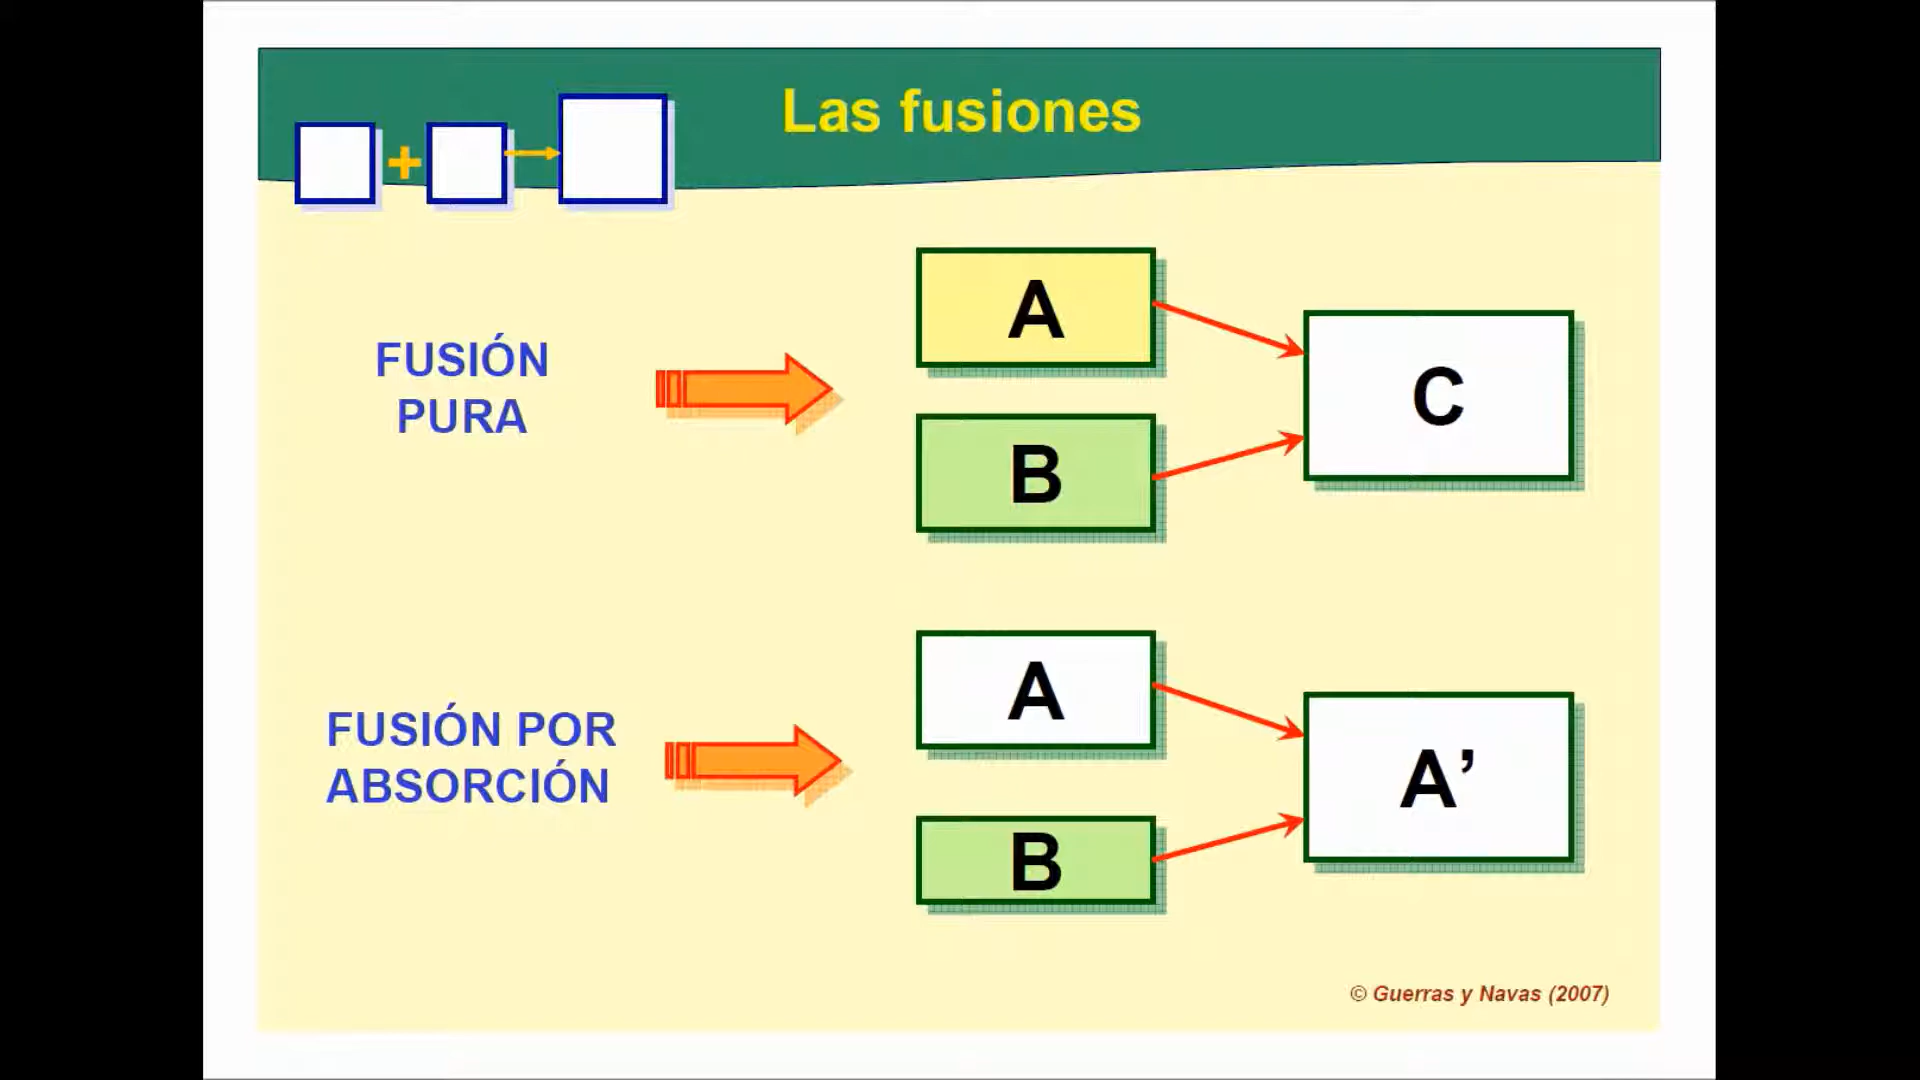 Las fusiones
+
FUSIÓN
PURA
A
B
C
FUSIÓN POR
ABSORCIÓN
A
B
A’
© Guerras y Navas (2007)